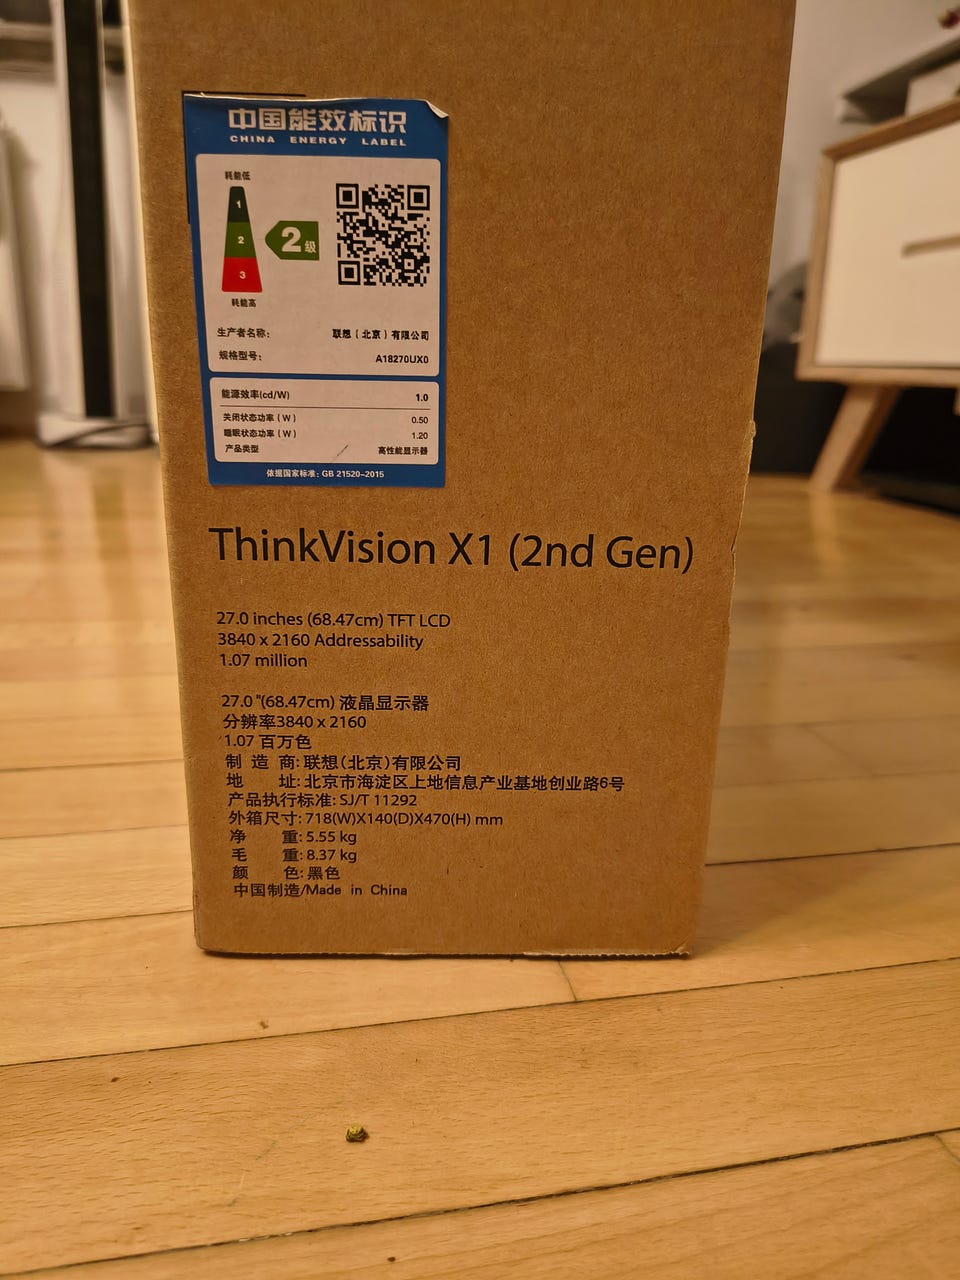 中国能效标识
CHINA ENERGY LABEL
耗能低
1
2
3
2级
耗能高
生产者名称: 联想(北京)有限公司
规格型号: A18270UX0
能源效率(cd/W) 1.0
关闭状态功率(W) 0.50
睡眠状态功率(W) 1.20
产品类型 高性能显示器
依据国家标准: GB 21520-2015
ThinkVision X1 (2nd Gen)
27.0 inches (68.47cm) TFT LCD
3840 x 2160 Addressability
1.07 million
27.0 "(68.47cm) 液晶显示器
分辨率3840 x 2160
1.07 百万色
制 造 商: 联想(北京)有限公司
地 址: 北京市海淀区上地信息产业基地创业路6号
产品执行标准: SJ/T 11292
外箱尺寸: 718(W)X140(D)X470(H) mm
净 重: 5.55 kg
毛 重: 8.37 kg
颜 色: 黑色
中国制造/Made in China